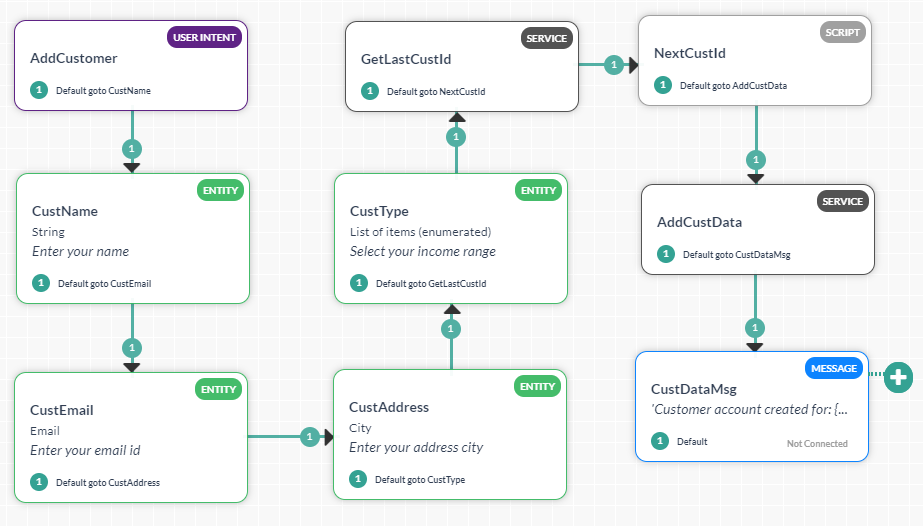 USER INTENT
AddCustomer
1 Default goto CustName
1
ENTITY
CustName
String
Enter your name
1 Default goto CustEmail
1
ENTITY
CustEmail
Email
Enter your email id
1 Default goto CustAddress
1
ENTITY
CustAddress
City
Enter your address city
1 Default goto CustType
1
ENTITY
CustType
List of items (enumerated)
Select your income range
1 Default goto GetLastCustId
1
SERVICE
GetLastCustId
1 Default goto NextCustId
1
SCRIPT
NextCustId
1 Default goto AddCustData
1
SERVICE
AddCustData
1 Default goto CustDataMsg
1
MESSAGE
CustDataMsg
'Customer account created for: {...
1 Default
Not Connected